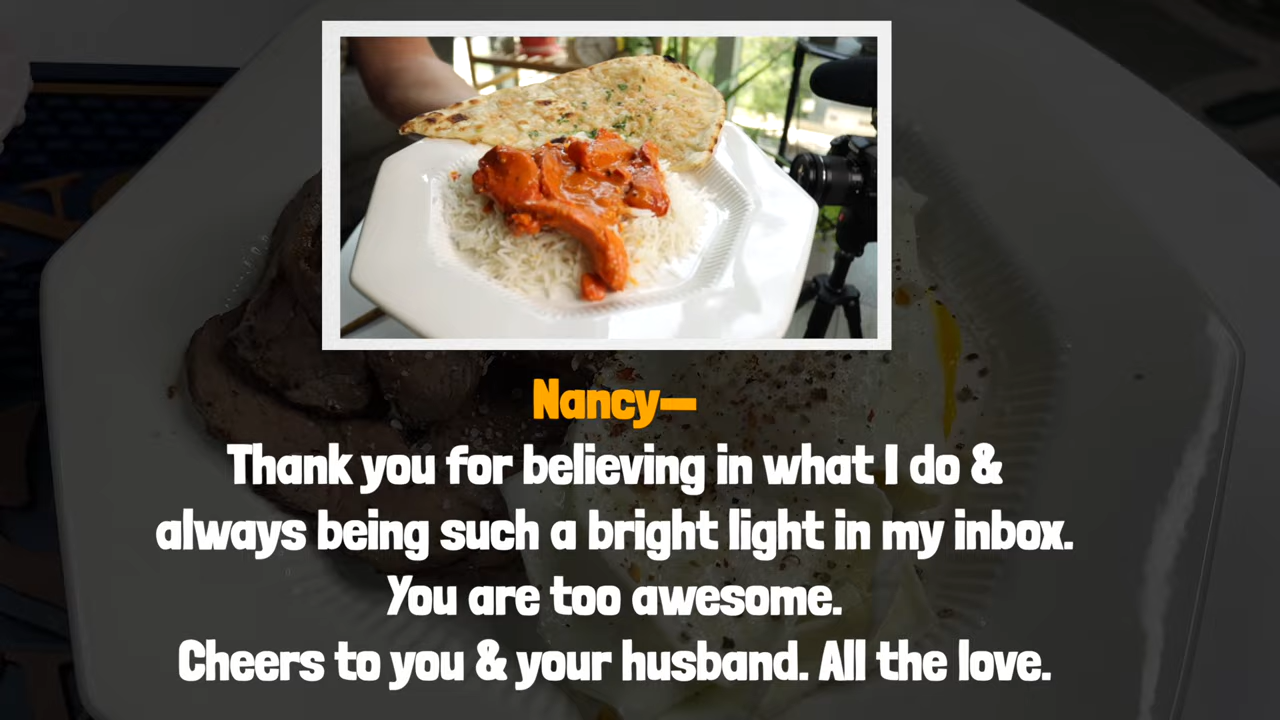 Nancy—
Thank you for believing in what I do &
always being such a bright light in my inbox.
You are too awesome.
Cheers to you & your husband. All the love.